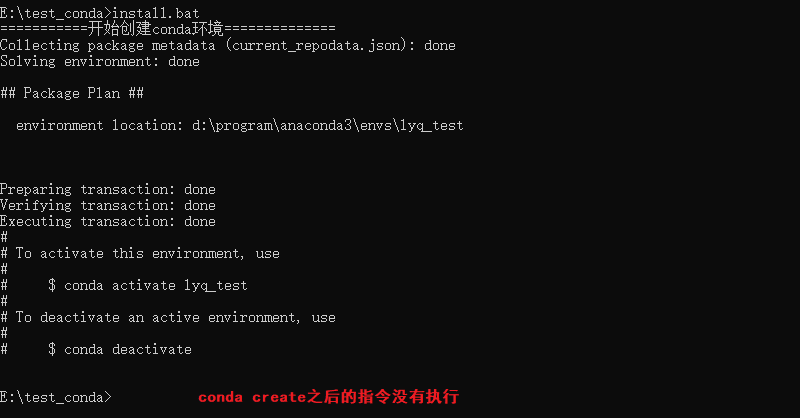 E:\test_conda>install.bat
===========开始创建conda环境==============
Collecting package metadata (current_repodata.json): done
Solving environment: done
## Package Plan ##
environment location: d:\program\anaconda3\envs\lyq_test
Preparing transaction: done
Verifying transaction: done
Executing transaction: done
#
# To activate this environment, use
#
#     $ conda activate lyq_test
#
# To deactivate an active environment, use
#
#     $ conda deactivate
E:\test_conda> conda create之后的指令没有执行